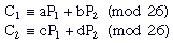 C₁ ≡ aP₁ + bP₂ (mod 26)
C₂ ≡ cP₁ + dP₂ (mod 26)